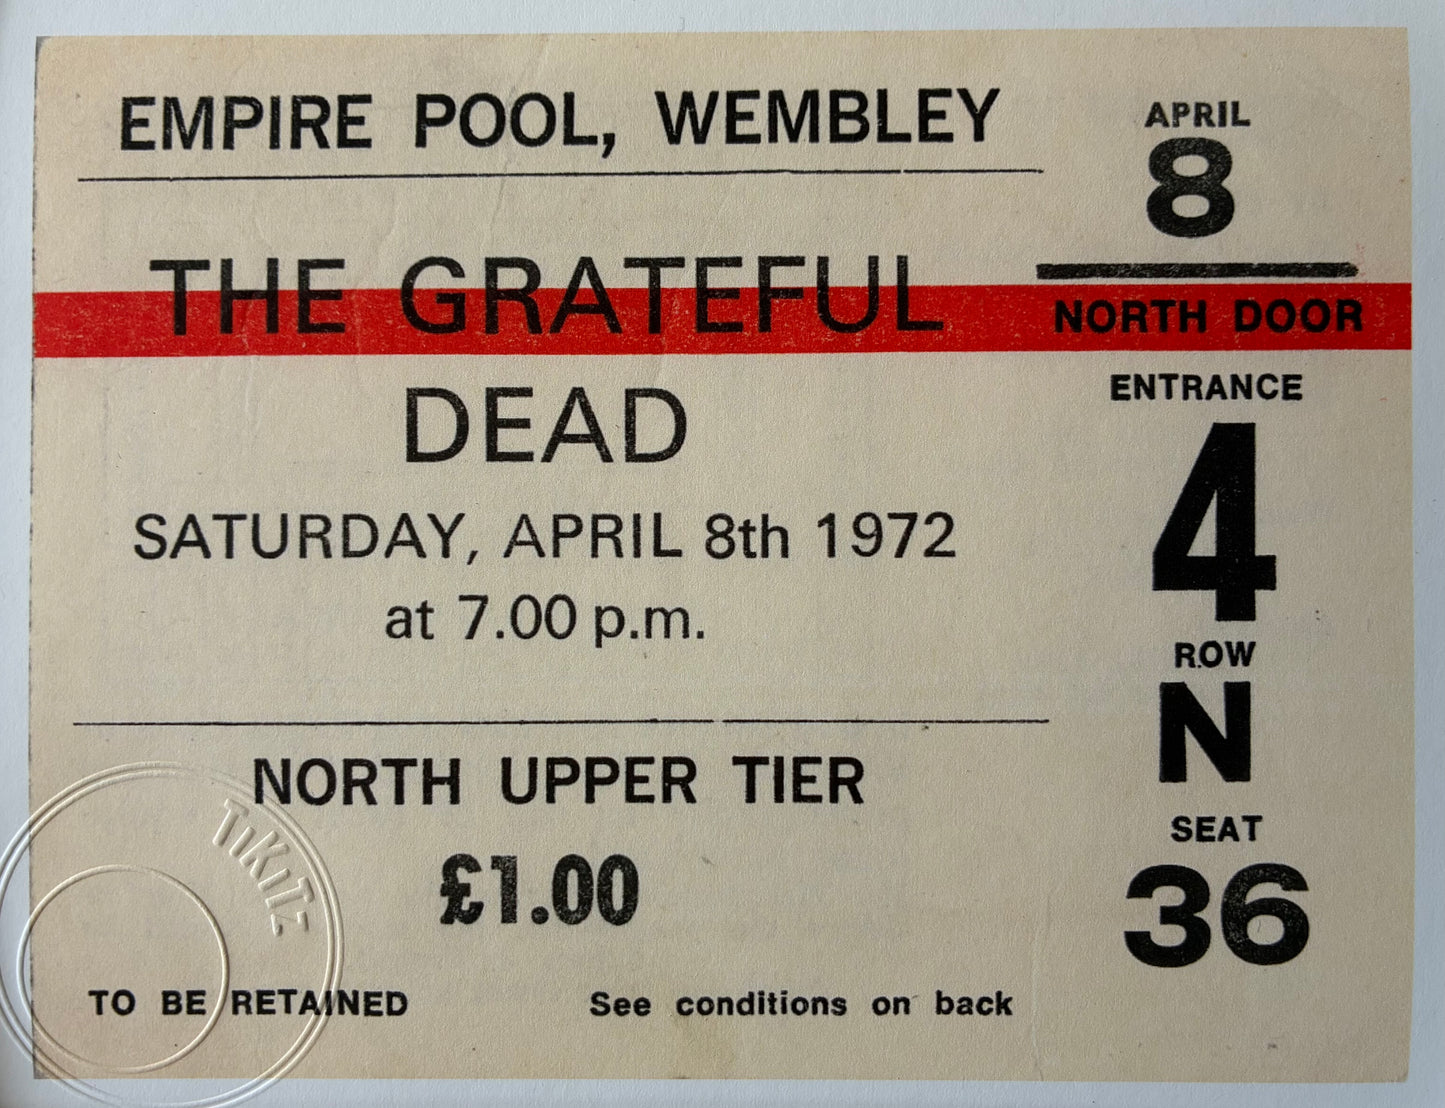 EMPIRE POOL, WEMBLEY
THE GRATEFUL
DEAD
SATURDAY, APRIL 8th 1972
at 7.00 p.m.
NORTH UPPER TIER
£1.00
TO BE RETAINED
See conditions on back
APRIL
8
NORTH DOOR
ENTRANCE
4
ROW
N
SEAT
36
TiKiTz